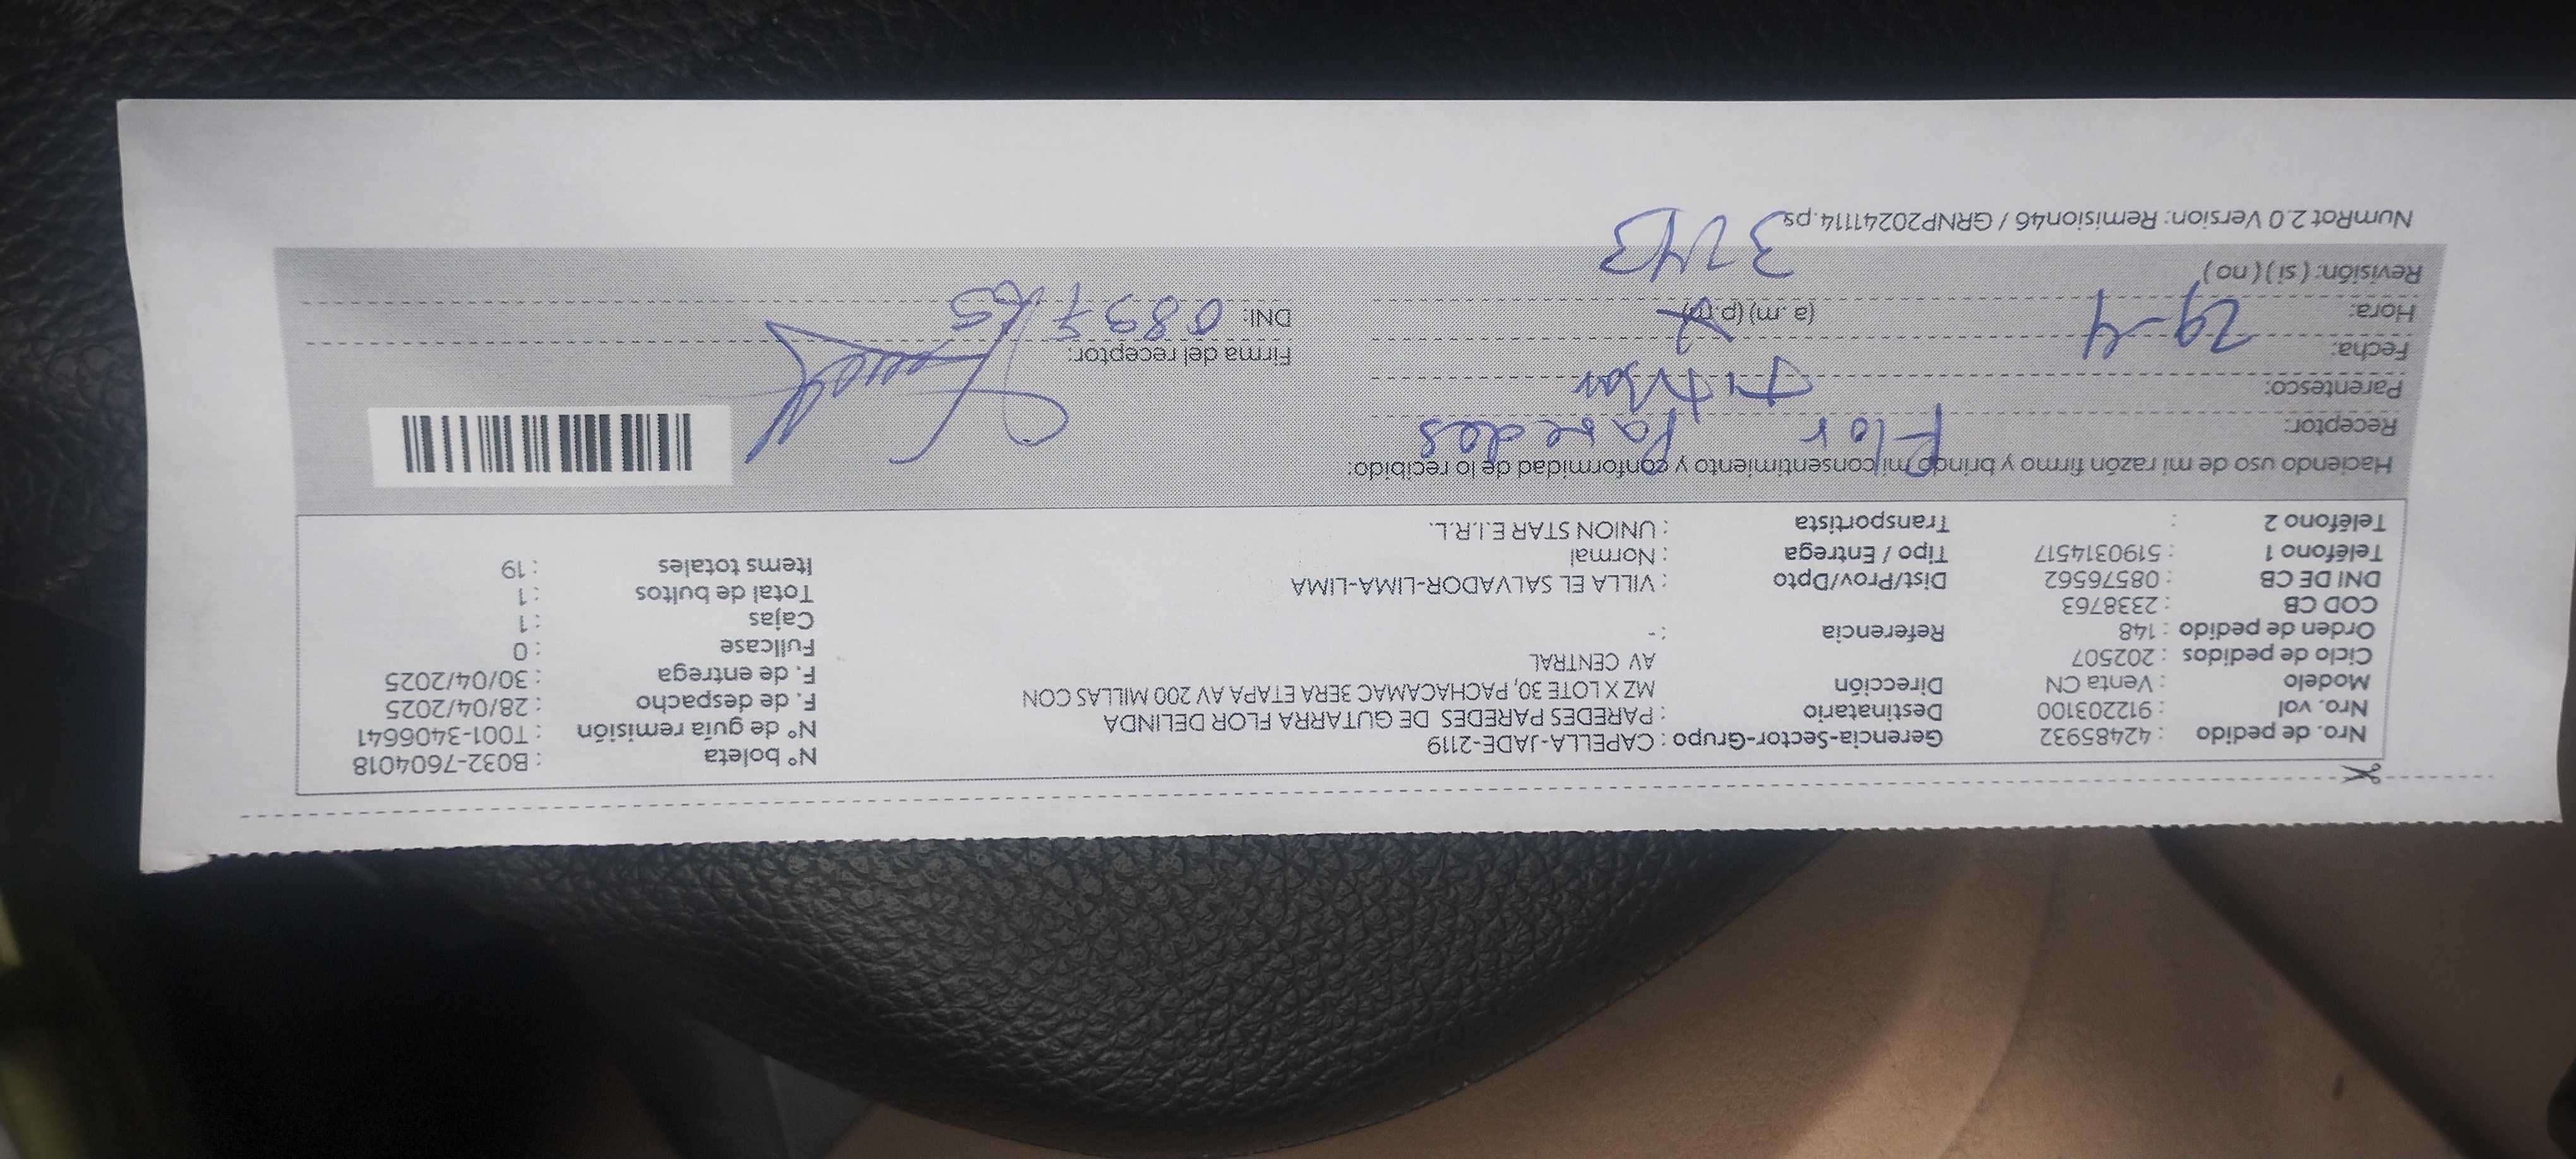 Nro. de pedido : 42485932 Gerencia-Sector-Grupo : CAPELLA-JADE-2119 N° boleta : B032-7604018
Nro. vol : 912203100 Destinatario : PAREDES PAREDES DE GUTARRA FLOR DELINDA N° de guía remisión : T001-3406641
Modelo : Venta CN Dirección MZ X LOTE 30, PACHACAMAC 3ERA ETAPA AV 200 MILLAS CON F. de despacho : 28/04/2025
Ciclo de pedidos : 202507 AV CENTRAL F. de entrega : 30/04/2025
Orden de pedido : 148 Referencia : - Fullcase : 0
COD CB : 2338763 Cajas : 1
DNI DE CB : 08576562 Dist/Prov/Dpto : VILLA EL SALVADOR-LIMA-LIMA Total de bultos : 1
Teléfono 1 : 5190314517 Tipo / Entrega : Normal Items totales : 19
Teléfono 2 : Transportista : UNION STAR E.I.R.L.
Haciendo uso de mi razón firmo y brindo mi consentimiento y conformidad de lo recibido:
Receptor: Flor Paredes
Parentesco:
Fecha: 29-4 Firma del receptor:
Hora: (a.m.) (p.m) DNI:
Revisión: (si) (no)
NumRot 2.0 Version: Remision46 / GRNP20241114.ps